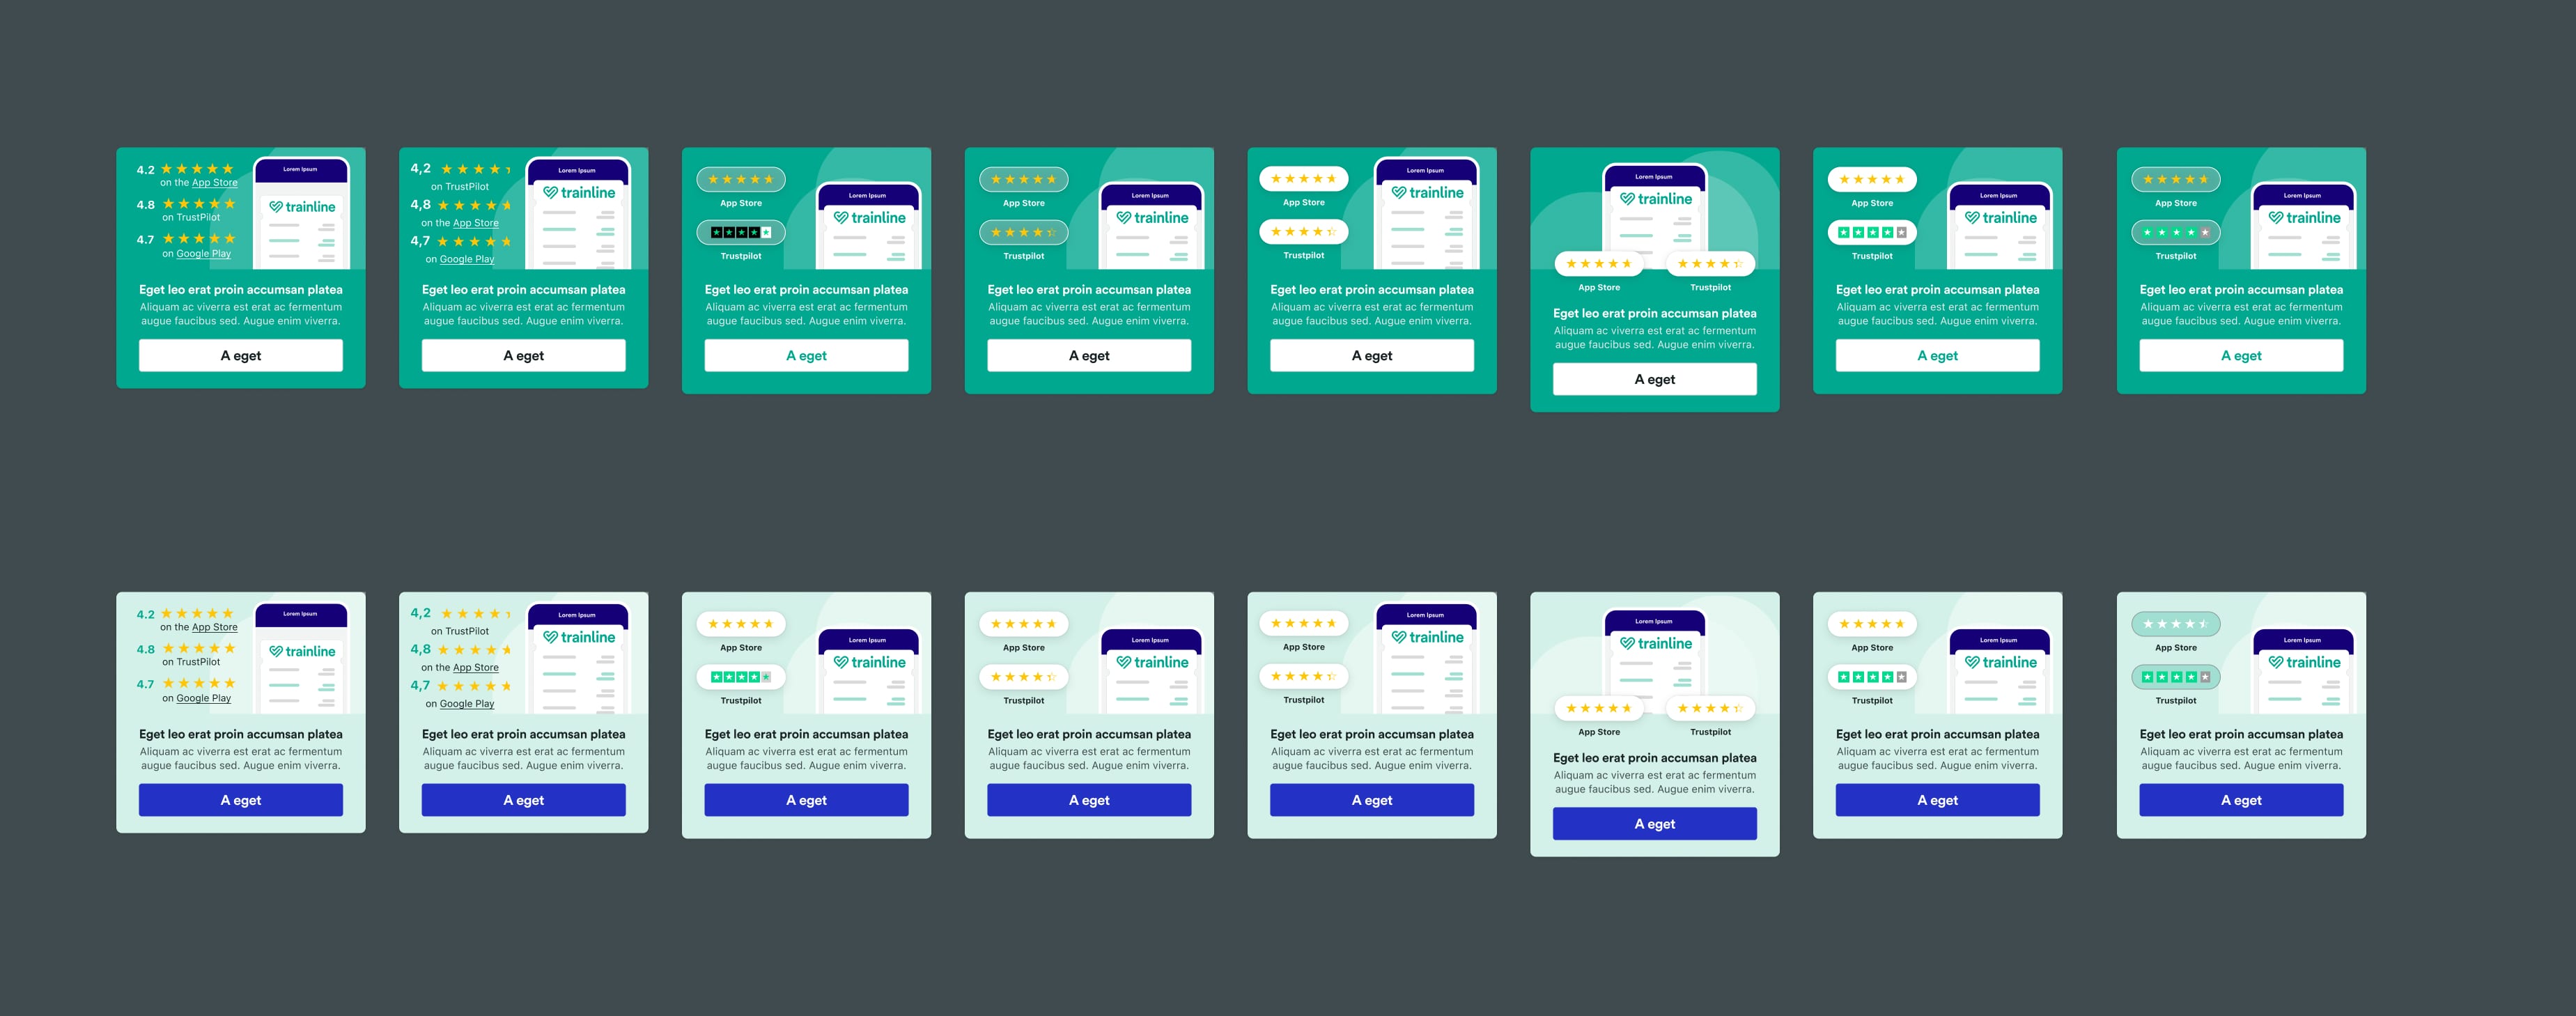 4.2
on the App Store
4.8
on TrustPilot
4.7
on Google Play
Lorem Ipsum
trainline
Eget leo erat proin accumsan platea
Aliquam ac viverra est erat ac fermentum
augue faucibus sed. Augue enim viverra.
A eget
4,2
on TrustPilot
4,8
on the App Store
4,7
on Google Play
Lorem Ipsum
trainline
Eget leo erat proin accumsan platea
Aliquam ac viverra est erat ac fermentum
augue faucibus sed. Augue enim viverra.
A eget
App Store
Trustpilot
Lorem Ipsum
trainline
Eget leo erat proin accumsan platea
Aliquam ac viverra est erat ac fermentum
augue faucibus sed. Augue enim viverra.
A eget
App Store
Trustpilot
Lorem Ipsum
trainline
Eget leo erat proin accumsan platea
Aliquam ac viverra est erat ac fermentum
augue faucibus sed. Augue enim viverra.
A eget
App Store
Trustpilot
Lorem Ipsum
trainline
Eget leo erat proin accumsan platea
Aliquam ac viverra est erat ac fermentum
augue faucibus sed. Augue enim viverra.
A eget
Lorem Ipsum
trainline
App Store
Trustpilot
Eget leo erat proin accumsan platea
Aliquam ac viverra est erat ac fermentum
augue faucibus sed. Augue enim viverra.
A eget
App Store
Trustpilot
Lorem Ipsum
trainline
Eget leo erat proin accumsan platea
Aliquam ac viverra est erat ac fermentum
augue faucibus sed. Augue enim viverra.
A eget
App Store
Trustpilot
Lorem Ipsum
trainline
Eget leo erat proin accumsan platea
Aliquam ac viverra est erat ac fermentum
augue faucibus sed. Augue enim viverra.
A eget
4.2
on the App Store
4.8
on TrustPilot
4.7
on Google Play
Lorem Ipsum
trainline
Eget leo erat proin accumsan platea
Aliquam ac viverra est erat ac fermentum
augue faucibus sed. Augue enim viverra.
A eget
4,2
on TrustPilot
4,8
on the App Store
4,7
on Google Play
Lorem Ipsum
trainline
Eget leo erat proin accumsan platea
Aliquam ac viverra est erat ac fermentum
augue faucibus sed. Augue enim viverra.
A eget
App Store
Trustpilot
Lorem Ipsum
trainline
Eget leo erat proin accumsan platea
Aliquam ac viverra est erat ac fermentum
augue faucibus sed. Augue enim viverra.
A eget
App Store
Trustpilot
Lorem Ipsum
trainline
Eget leo erat proin accumsan platea
Aliquam ac viverra est erat ac fermentum
augue faucibus sed. Augue enim viverra.
A eget
App Store
Trustpilot
Lorem Ipsum
trainline
Eget leo erat proin accumsan platea
Aliquam ac viverra est erat ac fermentum
augue faucibus sed. Augue enim viverra.
A eget
Lorem Ipsum
trainline
App Store
Trustpilot
Eget leo erat proin accumsan platea
Aliquam ac viverra est erat ac fermentum
augue faucibus sed. Augue enim viverra.
A eget
App Store
Trustpilot
Lorem Ipsum
trainline
Eget leo erat proin accumsan platea
Aliquam ac viverra est erat ac fermentum
augue faucibus sed. Augue enim viverra.
A eget
App Store
Trustpilot
Lorem Ipsum
trainline
Eget leo erat proin accumsan platea
Aliquam ac viverra est erat ac fermentum
augue faucibus sed. Augue enim viverra.
A eget